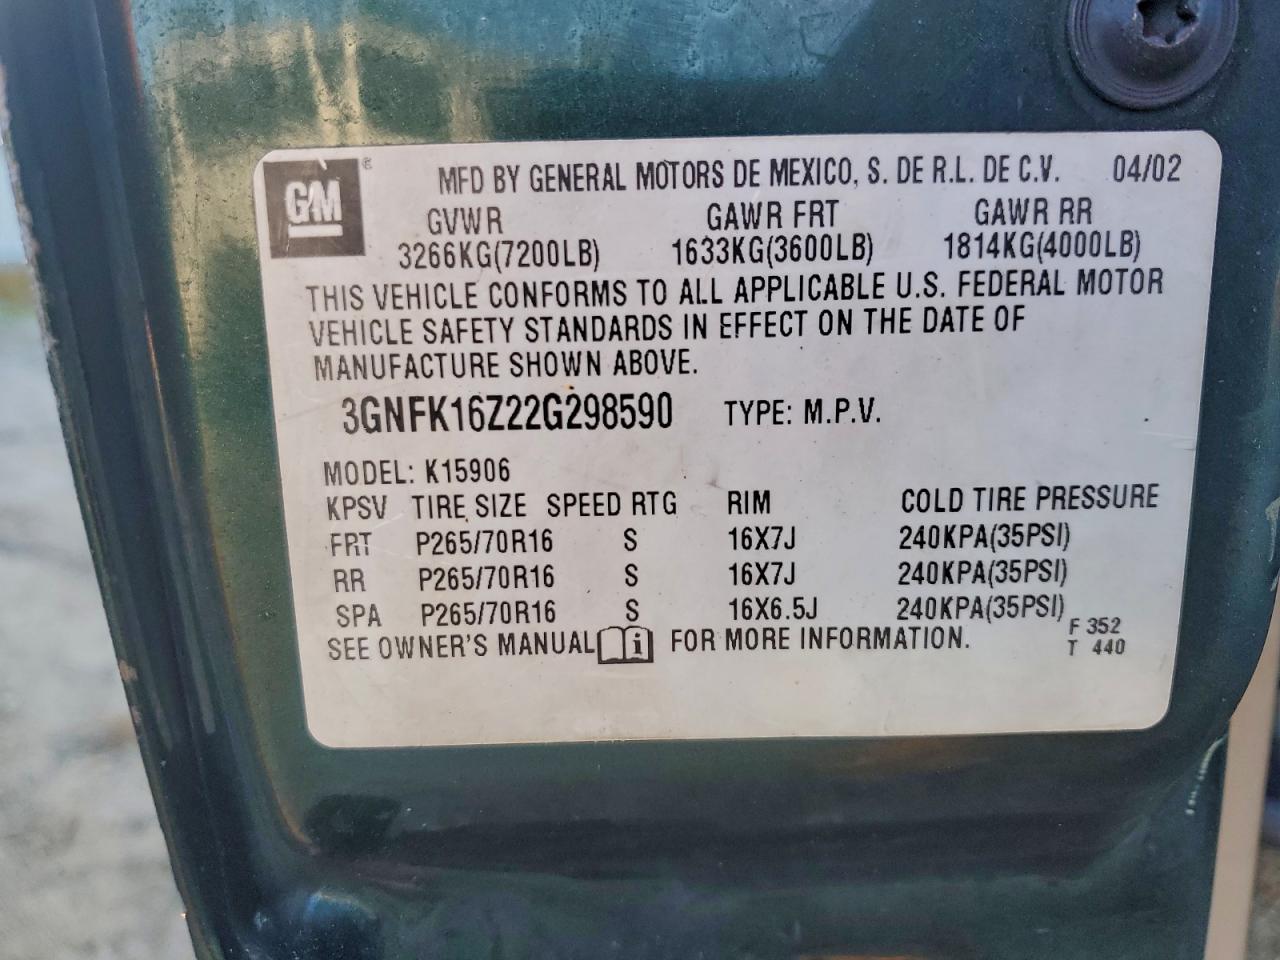 GM ® MFD BY GENERAL MOTORS DE MEXICO, S. DE R.L. DE C.V. 04/02
GVWR GAWR FRT GAWR RR
3266KG(7200LB) 1633KG(3600LB) 1814KG(4000LB)
THIS VEHICLE CONFORMS TO ALL APPLICABLE U.S. FEDERAL MOTOR
VEHICLE SAFETY STANDARDS IN EFFECT ON THE DATE OF
MANUFACTURE SHOWN ABOVE.
3GNFK16Z22G298590 TYPE: M.P.V.
MODEL: K15906
KPSV TIRE SIZE SPEED RTG RIM COLD TIRE PRESSURE
FRT P265/70R16 S 16X7J 240KPA(35PSI)
RR P265/70R16 S 16X7J 240KPA(35PSI)
SPA P265/70R16 S 16X6.5J 240KPA(35PSI)
SEE OWNER'S MANUAL i FOR MORE INFORMATION. F 352
T 440